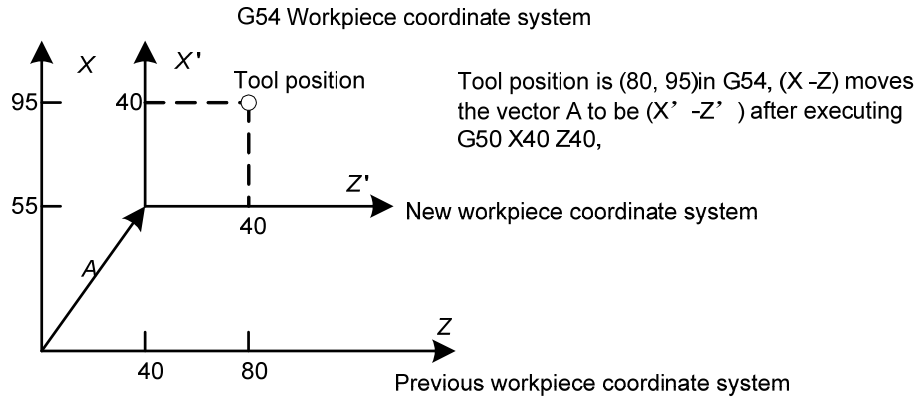 G54 Workpiece coordinate system
X
X'
Tool position
95
40
Tool position is (80, 95)in G54, (X -Z) moves
the vector A to be (X’ -Z’ ) after executing
G50 X40 Z40,
Z'
55
40
New workpiece coordinate system
A
Z
40
80
Previous workpiece coordinate system